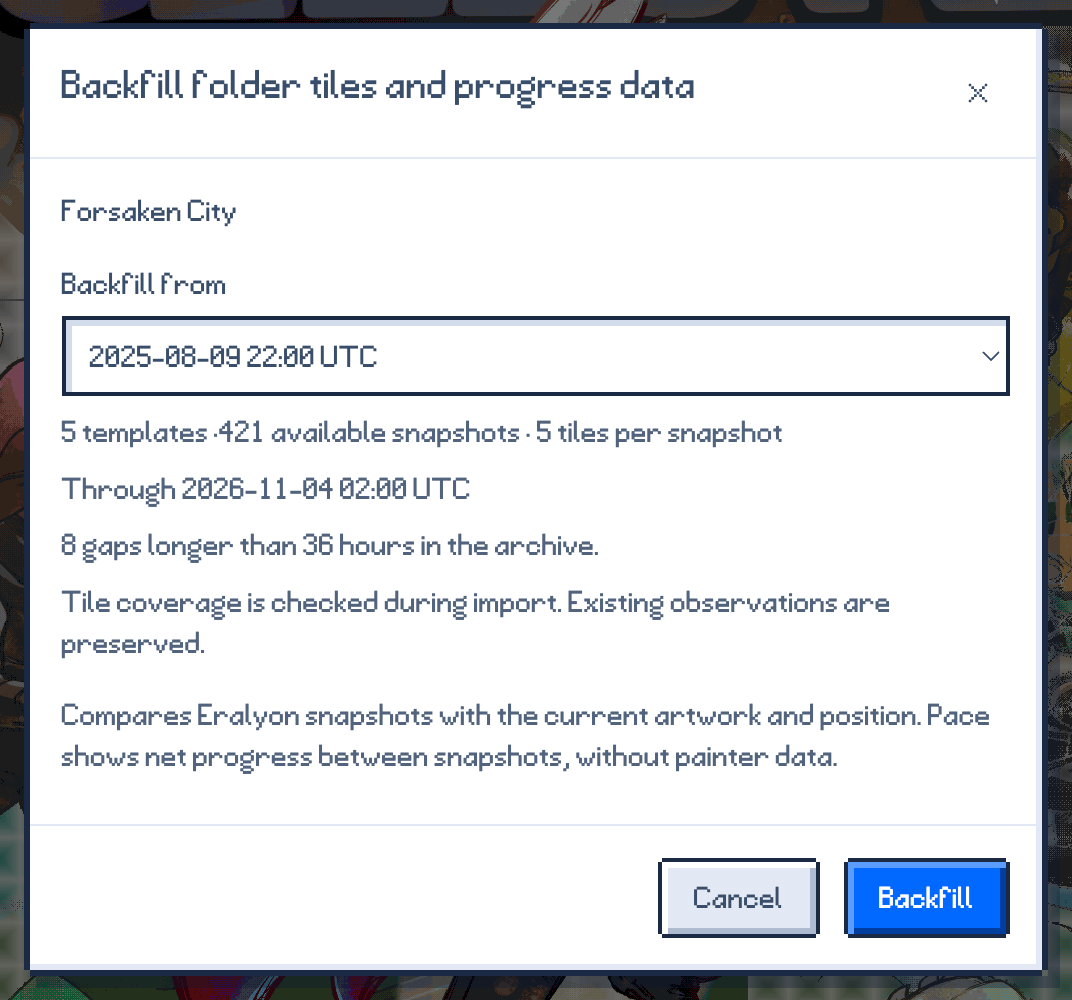 Backfill folder tiles and progress data
Forsaken City
Backfill from
2025-08-09 22:00 UTC
5 templates · 421 available snapshots · 5 tiles per snapshot
Through 2026-11-04 02:00 UTC
8 gaps longer than 36 hours in the archive.
Tile coverage is checked during import. Existing observations are
preserved.
Compares Eralyon snapshots with the current artwork and position. Pace
shows net progress between snapshots, without painter data.
Cancel
Backfill